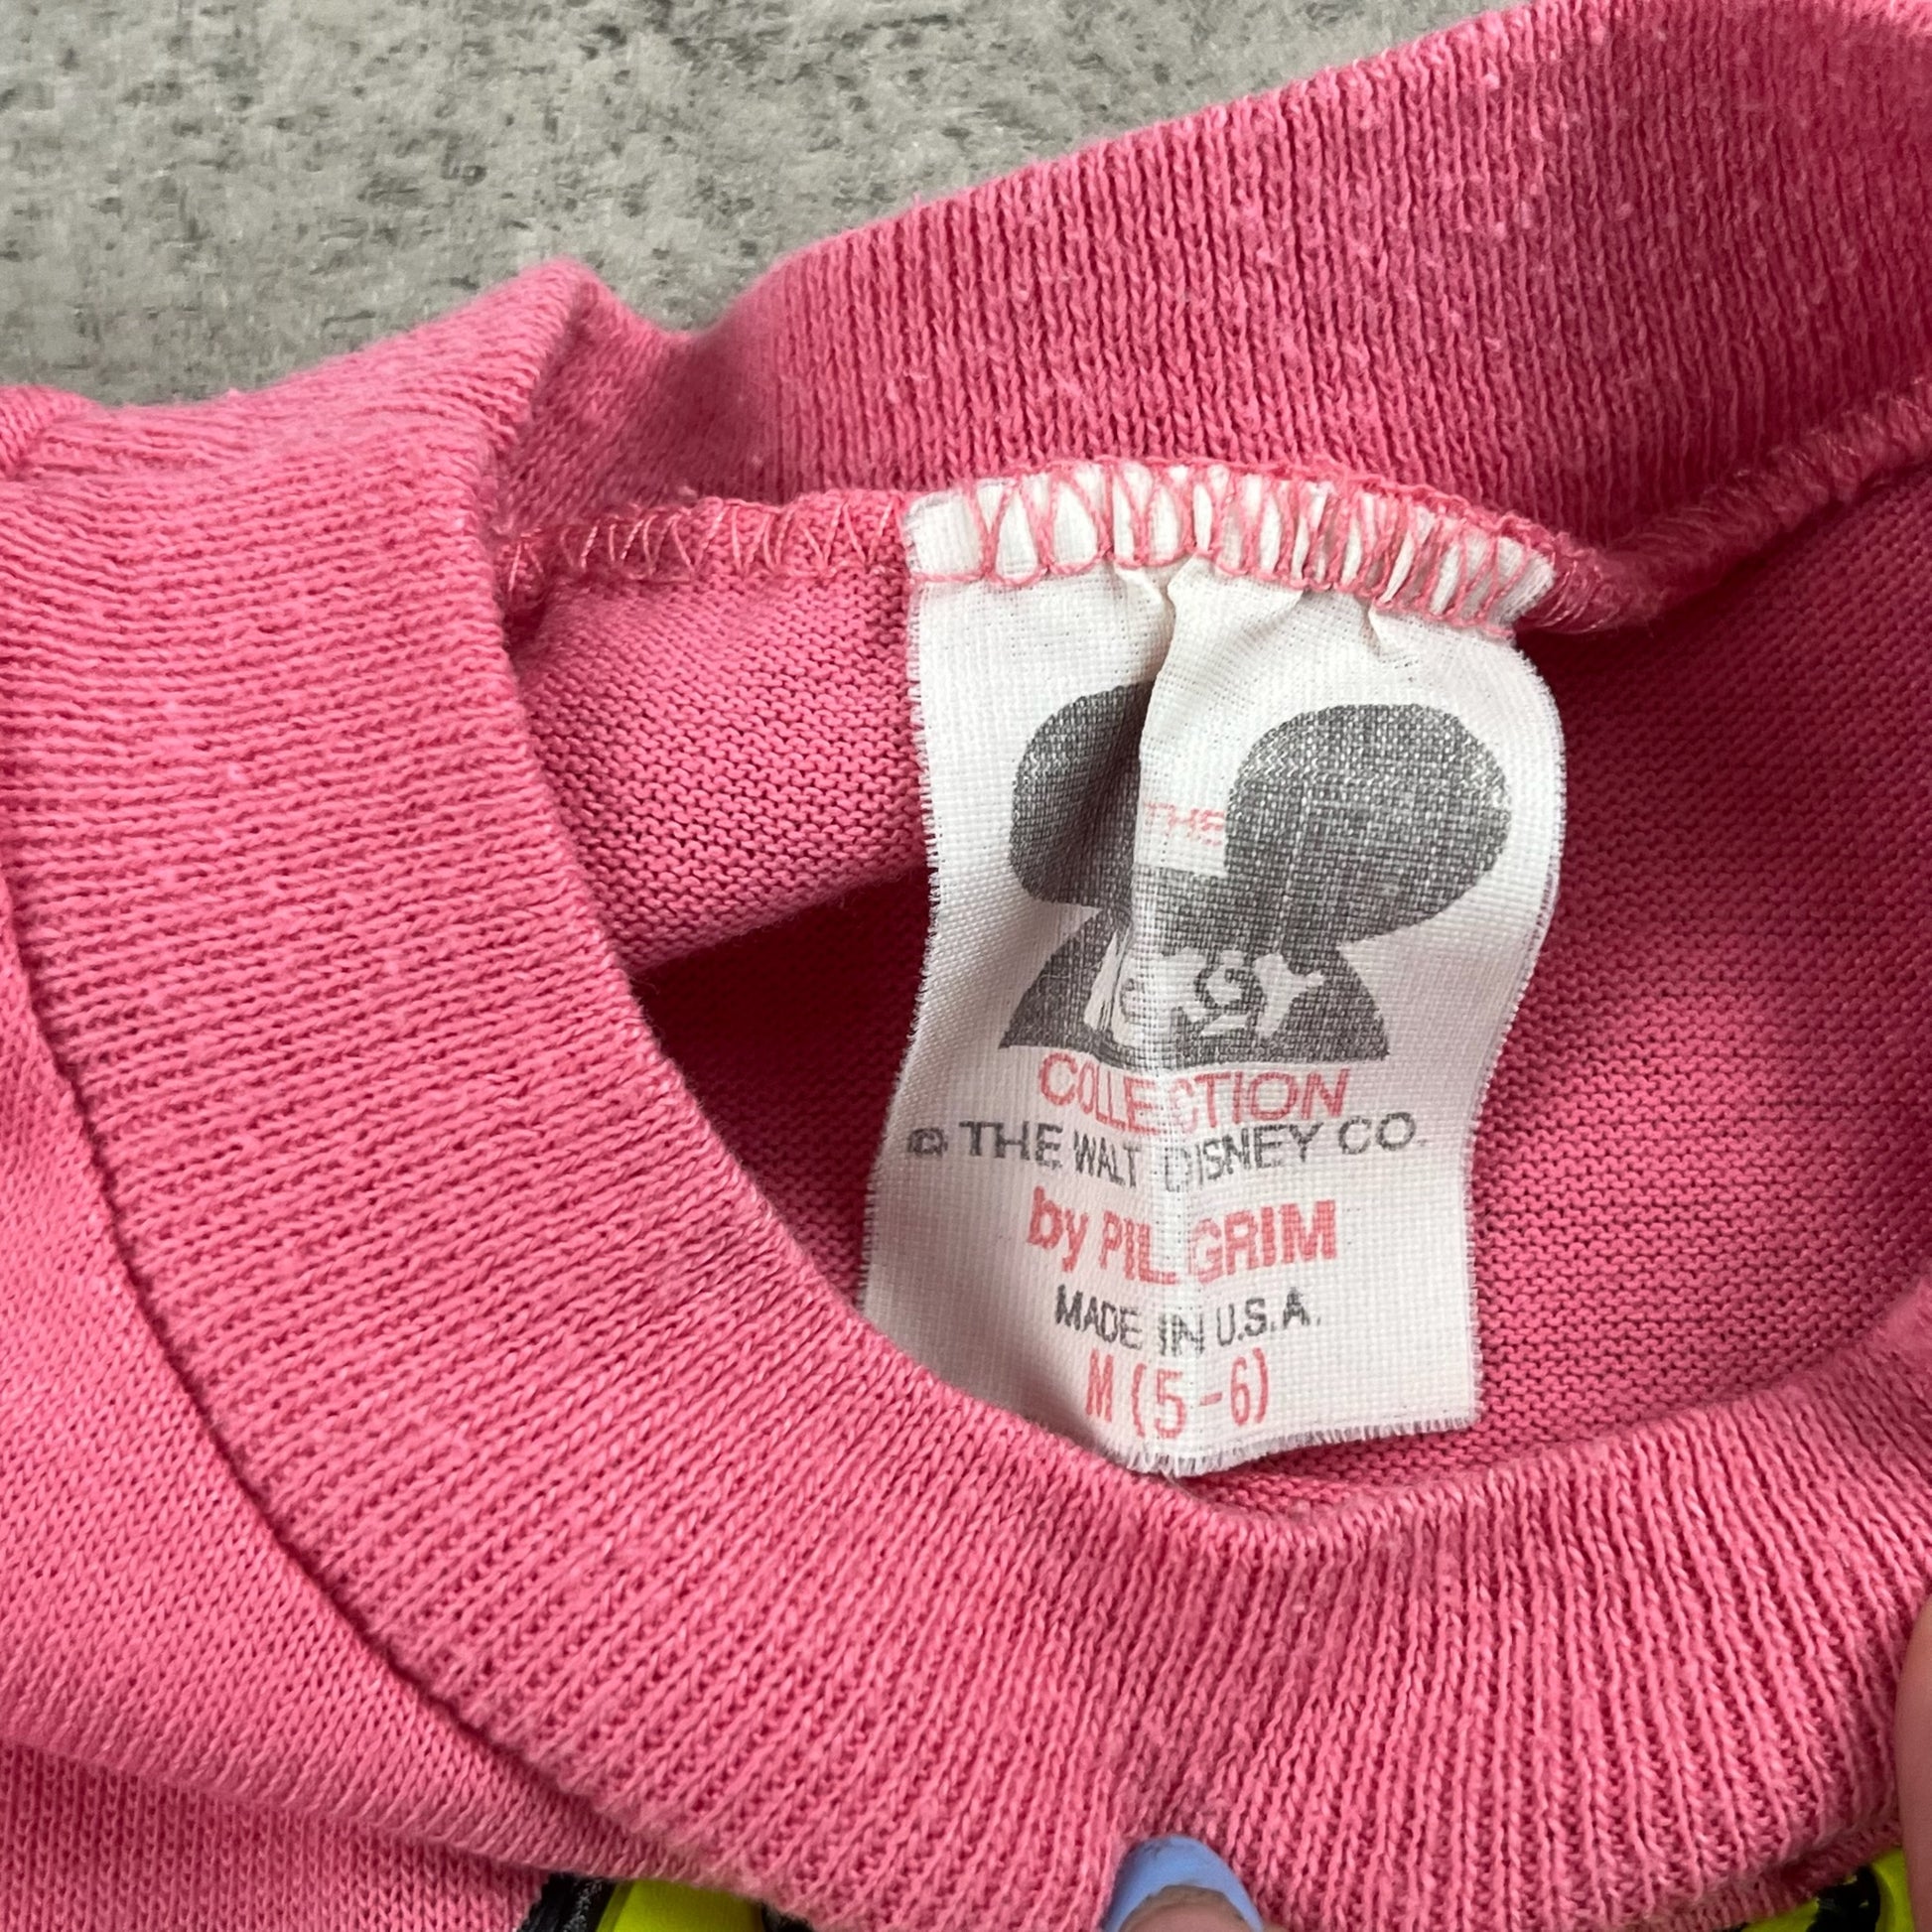 THE
COLLECTION
© THE WALT DISNEY CO.
by PILGRIM
MADE IN U.S.A.
M (5-6)